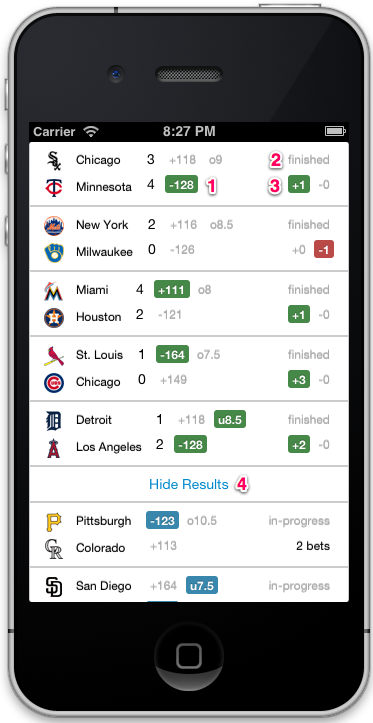 Carrier 8:27 PM
Chicago 3 +118 o9 2 finished
Minnesota 4 -128 1 3 +1 -0
New York 2 +116 o8.5 finished
Milwaukee 0 -126 +0 -1
Miami 4 +111 o8 finished
Houston 2 -121 +1 -0
St. Louis 1 -164 o7.5 finished
Chicago 0 +149 +3 -0
Detroit 1 +118 u8.5 finished
Los Angeles 2 -128 +2 -0
Hide Results 4
Pittsburgh -123 o10.5 in-progress
Colorado +113 2 bets
San Diego +164 u7.5 in-progress